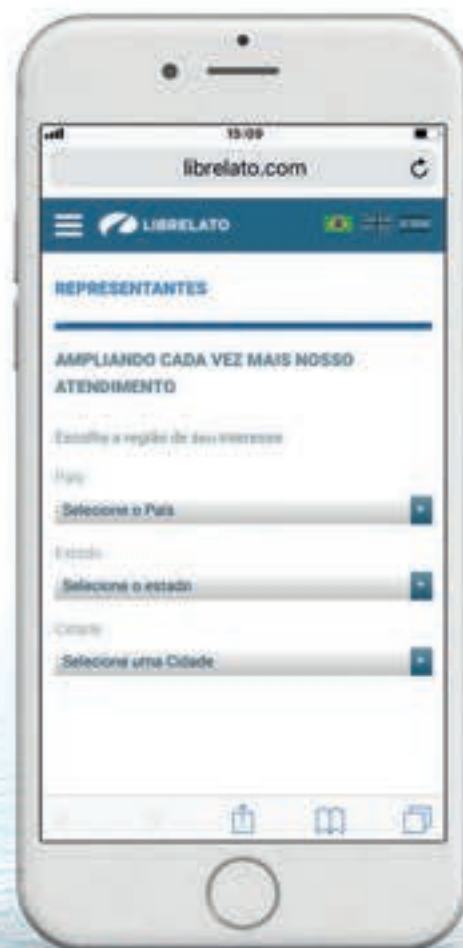 15:09
librelato.com
LIBRELATO
REPRESENTANTES
AMPLIANDO CADA VEZ MAIS NOSSO
ATENDIMENTO
Escolha a região de seu interesse
País
Selecione o País
Estado
Selecione o estado
Cidade
Selecione uma Cidade